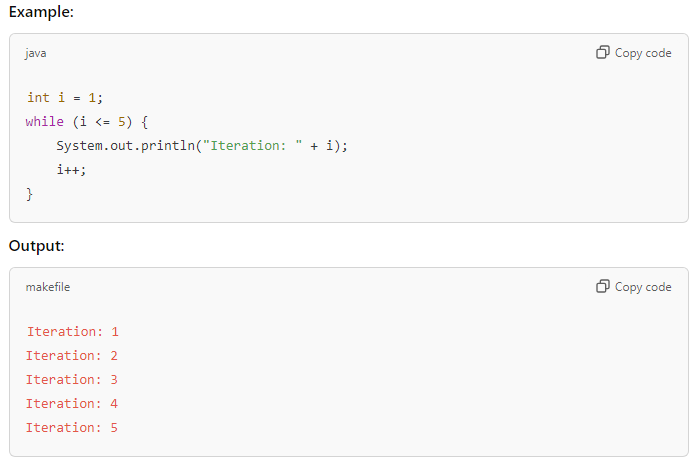 Example:
java Copy code
int i = 1;
while (i <= 5) {
    System.out.println("Iteration: " + i);
    i++;
}
Output:
makefile Copy code
Iteration: 1
Iteration: 2
Iteration: 3
Iteration: 4
Iteration: 5